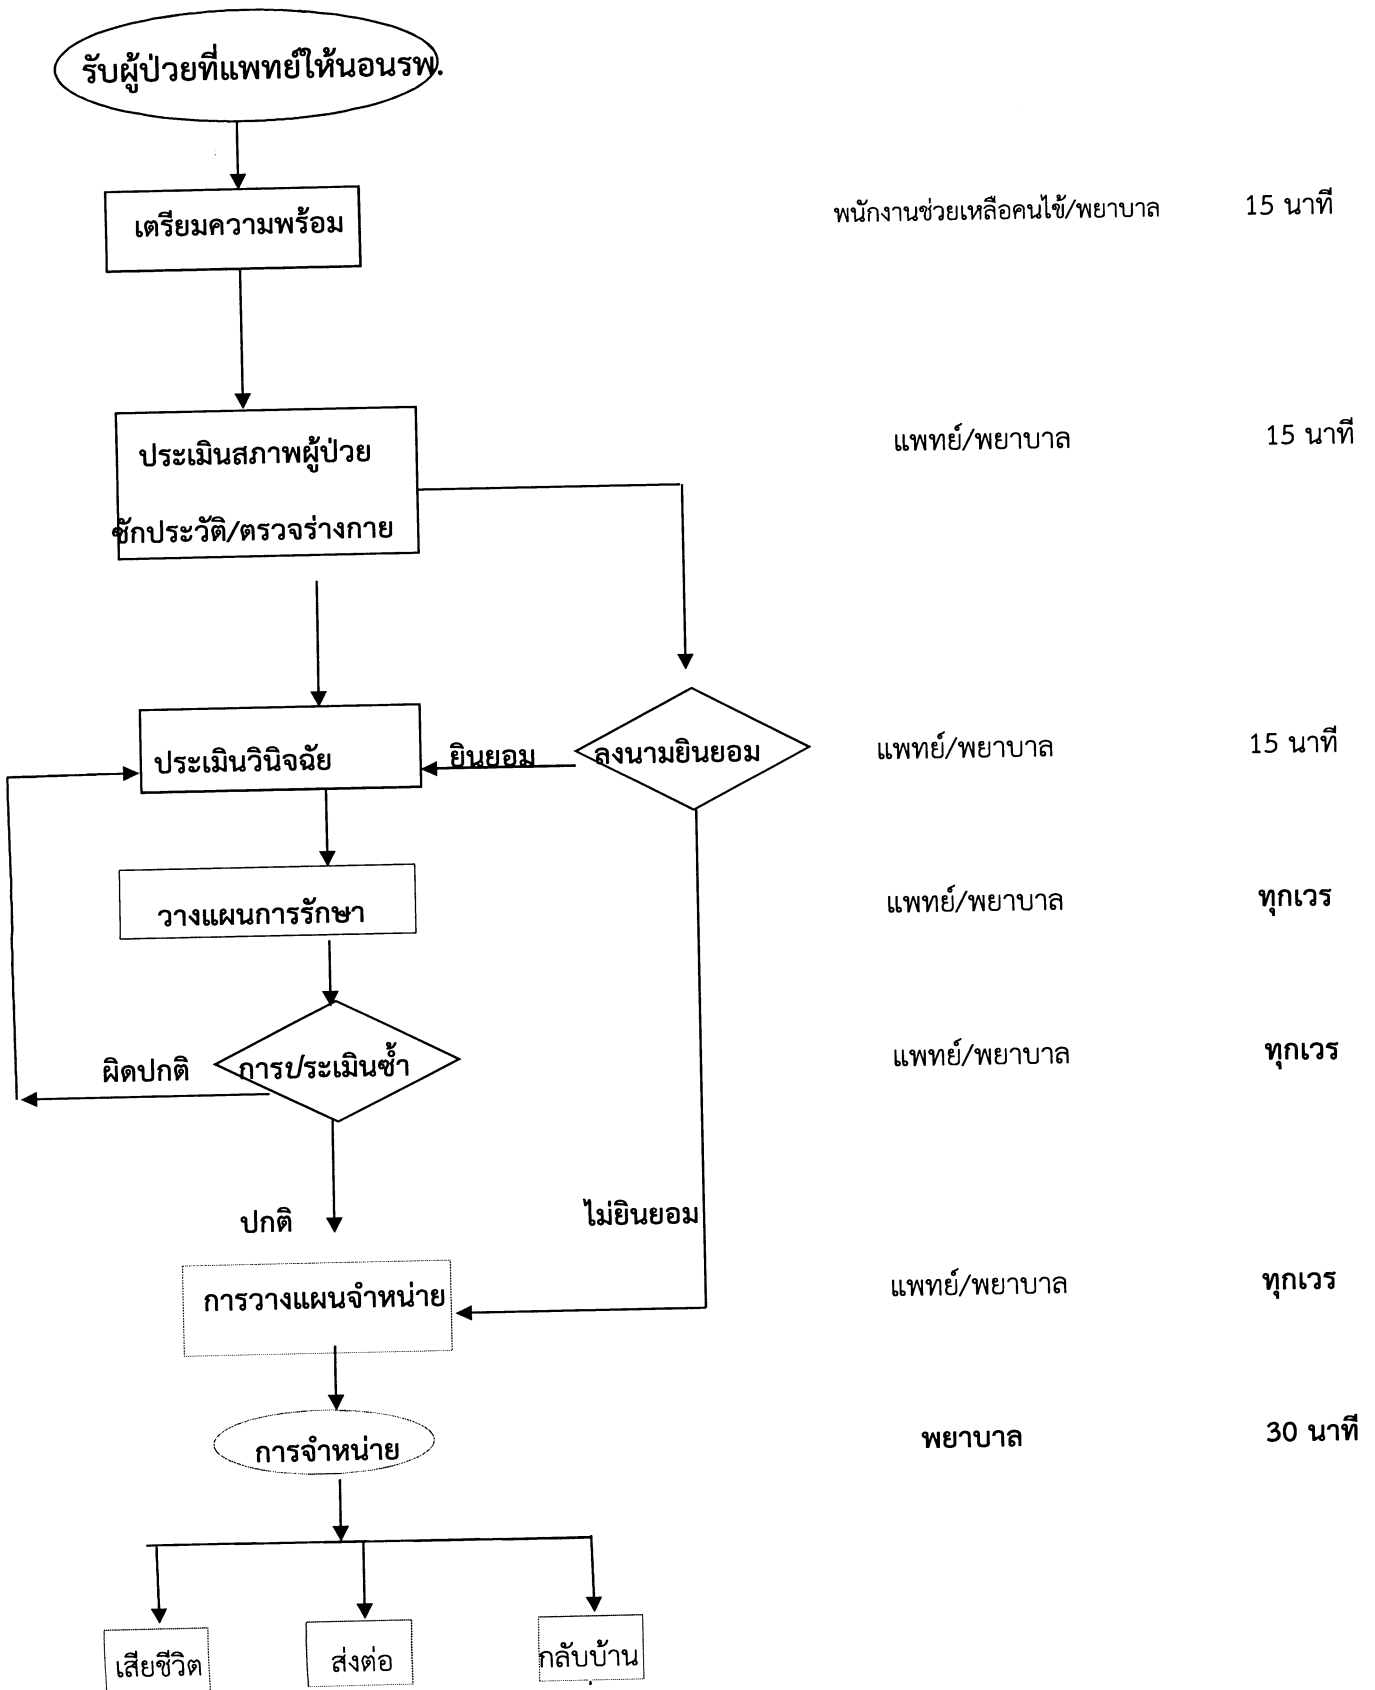 รับผู้ป่วยที่แพทย์ให้นอนรพ.
เตรียมความพร้อม พนักงานช่วยเหลือคนไข้/พยาบาล 15 นาที
ประเมินสภาพผู้ป่วย แพทย์/พยาบาล 15 นาที
ซักประวัติ/ตรวจร่างกาย
ประเมินวินิจฉัย ยินยอม ลงนามยินยอม แพทย์/พยาบาล 15 นาที
วางแผนการรักษา แพทย์/พยาบาล ทุกเวร
ผิดปกติ การประเมินซ้ำ แพทย์/พยาบาล ทุกเวร
ปกติ ไม่ยินยอม
การวางแผนจำหน่าย แพทย์/พยาบาล ทุกเวร
การจำหน่าย พยาบาล 30 นาที
เสียชีวิต ส่งต่อ กลับบ้าน